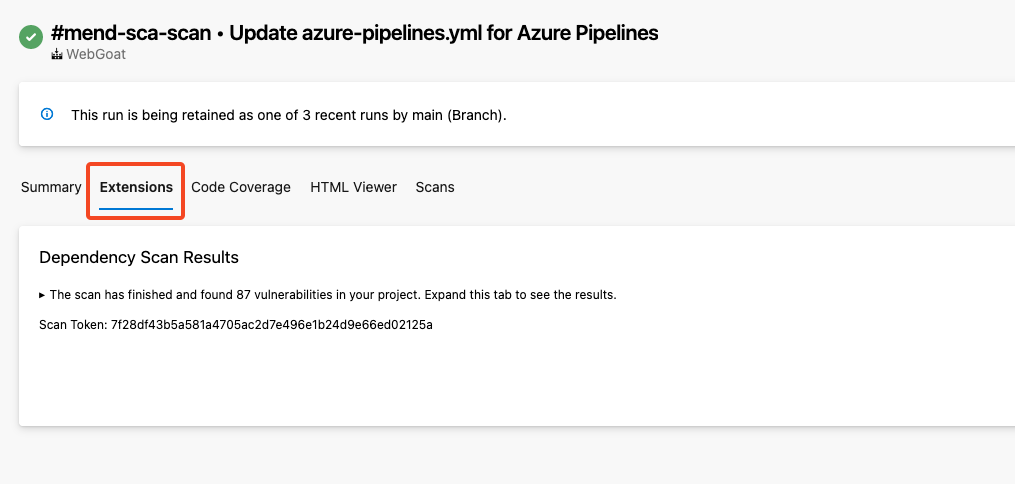 #mend-sca-scan • Update azure-pipelines.yml for Azure Pipelines
WebGoat
This run is being retained as one of 3 recent runs by main (Branch).
Summary Extensions Code Coverage HTML Viewer Scans
Dependency Scan Results
▸ The scan has finished and found 87 vulnerabilities in your project. Expand this tab to see the results.
Scan Token: 7f28df43b5a581a4705ac2d7e496e1b24d9e66ed02125a